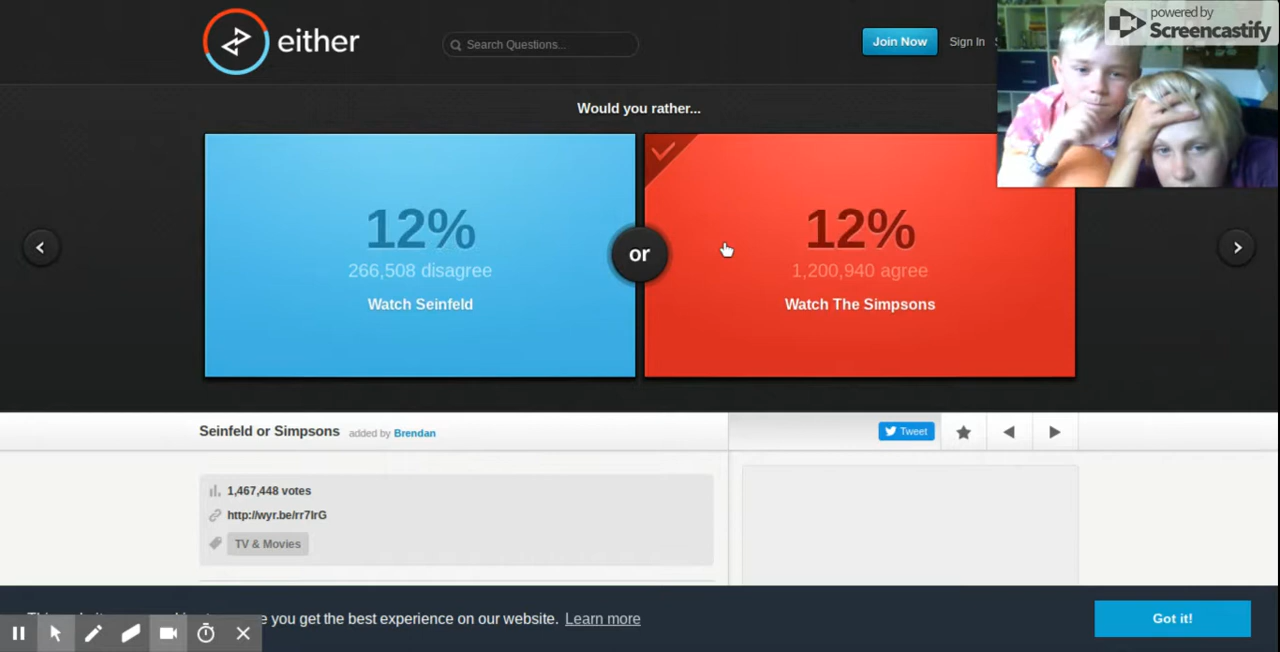 either
Search Questions...
Join Now
Sign In
powered by
Screencastify
Would you rather...
12%
266,508 disagree
Watch Seinfeld
or
12%
1,200,940 agree
Watch The Simpsons
Seinfeld or Simpsons added by Brendan
Tweet
1,467,448 votes
http://wyr.be/rr7IrG
TV & Movies
you get the best experience on our website. Learn more
Got it!